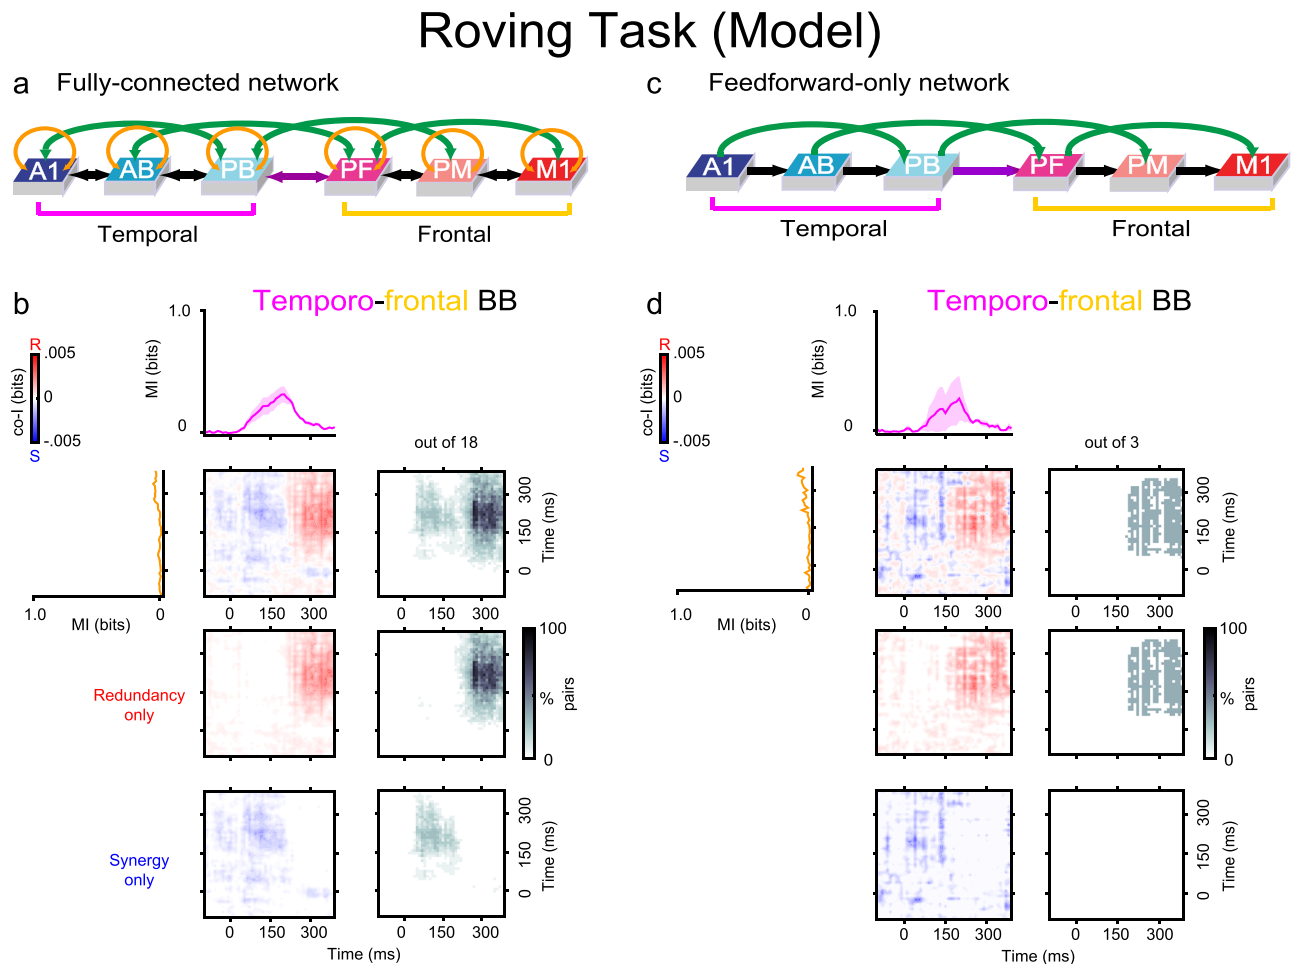 Roving Task (Model)
a Fully-connected network
A1 AB PB PF PM M1
Temporal Frontal
c Feedforward-only network
A1 AB PB PF PM M1
Temporal Frontal
b Temporo-frontal BB
R
.005
0
-.005
S
co-I (bits)
1.0
0
MI (bits)
out of 18
300
150
0
Time (ms)
1.0 0
MI (bits)
0 150 300
0 150 300
Redundancy
only
100
%
0
pairs
Synergy
only
300
150
0
Time (ms)
0 150 300
0 150 300
Time (ms)
d Temporo-frontal BB
R
.005
0
-.005
S
co-I (bits)
1.0
0
MI (bits)
out of 3
300
150
0
Time (ms)
1.0 0
MI (bits)
0 150 300
0 150 300
100
%
0
pairs
300
150
0
Time (ms)
0 150 300
0 150 300
Time (ms)